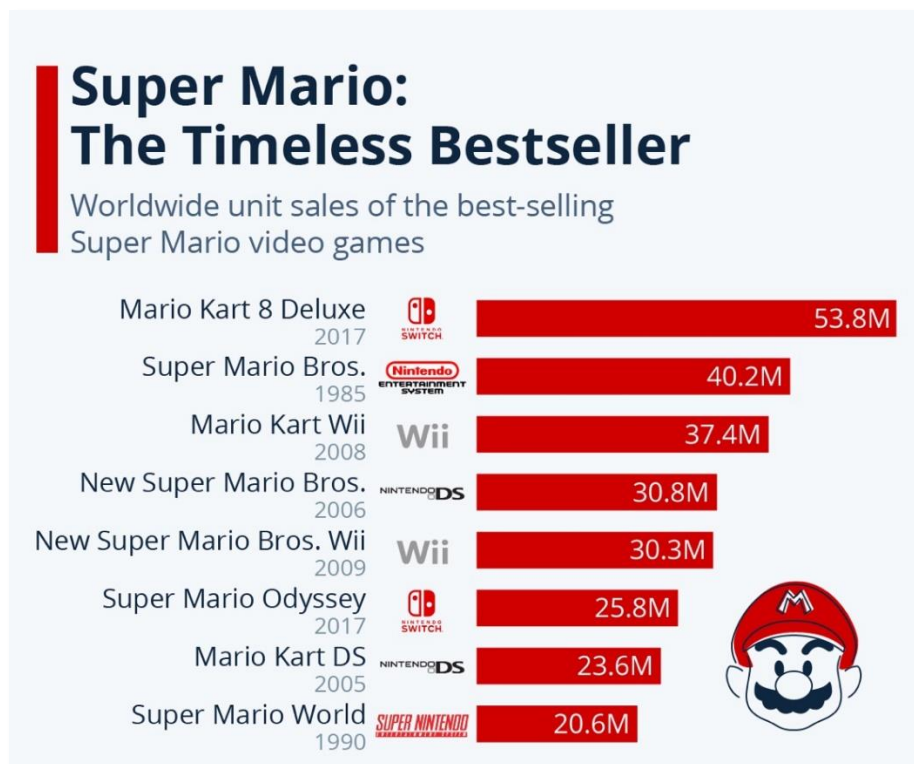 Super Mario:
The Timeless Bestseller
Worldwide unit sales of the best-selling
Super Mario video games
Mario Kart 8 Deluxe
2017
NINTENDO
SWITCH
53.8M
Super Mario Bros.
1985
Nintendo
ENTERTAINMENT
SYSTEM
40.2M
Mario Kart Wii
2008
Wii
37.4M
New Super Mario Bros.
2006
NINTENDO DS
30.8M
New Super Mario Bros. Wii
2009
Wii
30.3M
Super Mario Odyssey
2017
NINTENDO
SWITCH
25.8M
Mario Kart DS
2005
NINTENDO DS
23.6M
Super Mario World
1990
SUPER NINTENDO
ENTERTAINMENT SYSTEM
20.6M
M